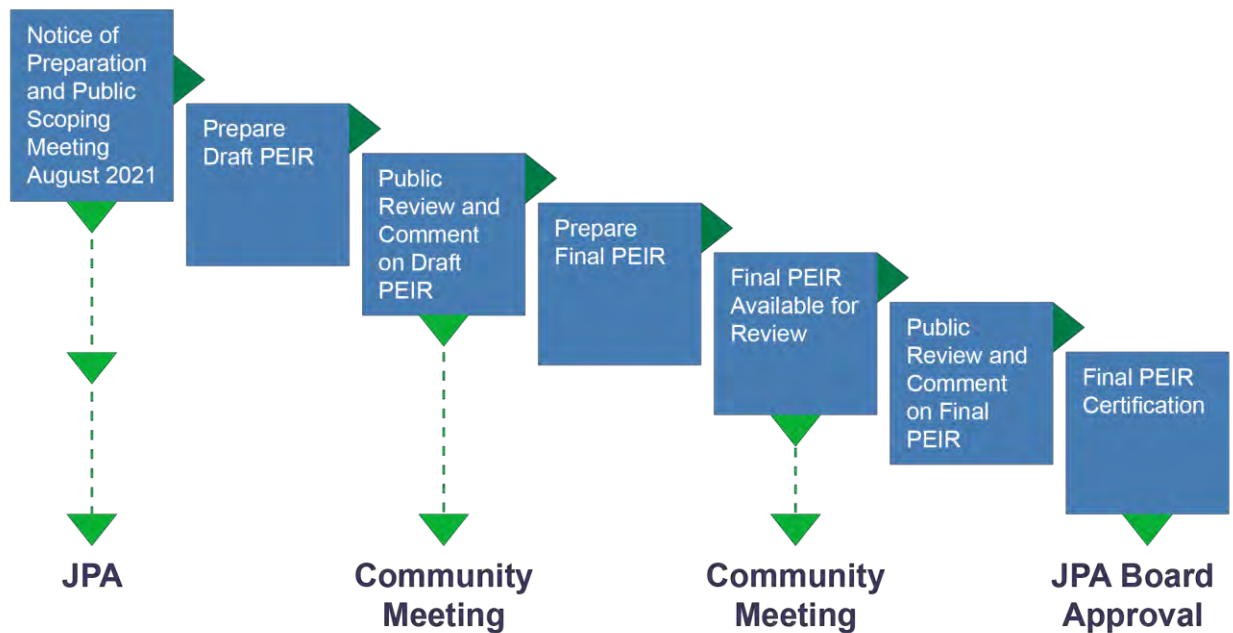 Notice of
Preparation
and Public
Scoping
Meeting
August 2021
Prepare
Draft PEIR
Public
Review and
Comment
on Draft
PEIR
Prepare
Final PEIR
Final PEIR
Available for
Review
Public
Review and
Comment
on Final
PEIR
Final PEIR
Certification
JPA
Community
Meeting
Community
Meeting
JPA Board
Approval